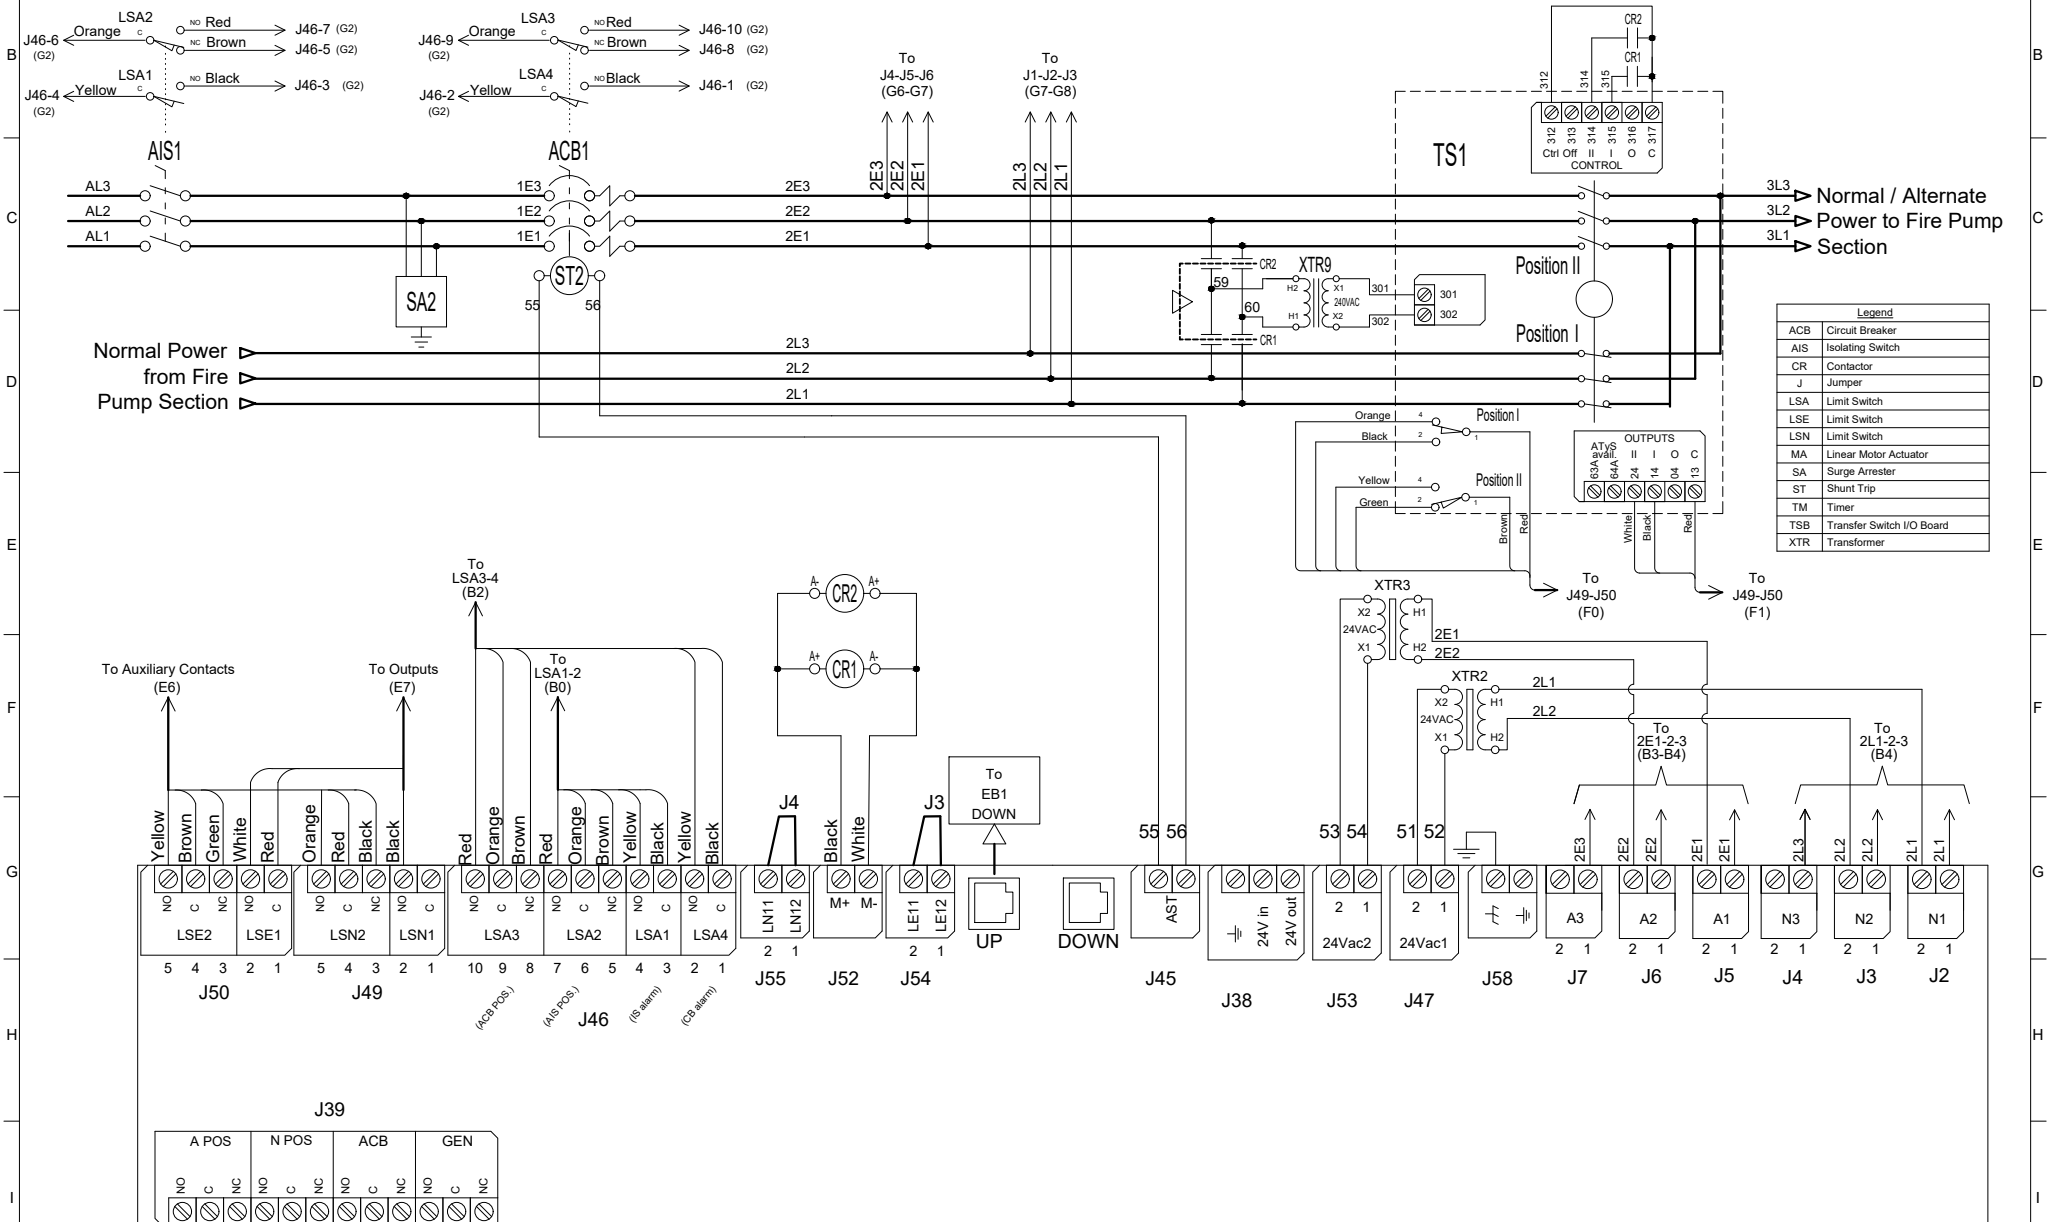 B
LSA2
Orange
C
NO Red
J46-7 (G2)
J46-6
(G2)
NC Brown
J46-5 (G2)
LSA1
Yellow
C
NO Black
J46-3 (G2)
J46-4
(G2)
LSA3
Orange
C
NO Red
J46-10 (G2)
J46-9
(G2)
NC Brown
J46-8 (G2)
LSA4
Yellow
C
NO Black
J46-1 (G2)
J46-2
(G2)
To
J4-J5-J6
(G6-G7)
To
J1-J2-J3
(G7-G8)
CR2
CR1
312
314
315
B
312
313
314
315
316
317
Ctrl Off II I O C
CONTROL
TS1
AIS1
ACB1
2E3
2E2
2E1
2L3
2L2
2L1
C
AL3
1E3
2E3
3L3
Normal / Alternate
AL2
1E2
2E2
3L2
Power to Fire Pump
AL1
1E1
2E1
3L1
Section
C
SA2
ST2
55
56
59
60
CR2
CR1
XTR9
H2
X1
240VAC
H1
X2
301
302
301
302
Position II
Position I
D
Normal Power
from Fire
Pump Section
2L3
2L2
2L1
D
Legend
ACB Circuit Breaker
AIS Isolating Switch
CR Contactor
J Jumper
LSA Limit Switch
LSE Limit Switch
LSN Limit Switch
MA Linear Motor Actuator
SA Surge Arrester
ST Shunt Trip
TM Timer
TSB Transfer Switch I/O Board
XTR Transformer
Orange
4
Position I
Black
2
1
Yellow
4
Position II
Green
2
1
Brown
Red
OUTPUTS
ATyS
avail.
II I O C
63A
64A
24
14
04
13
White
Black
Red
E
E
To
J49-J50
(F0)
To
J49-J50
(F1)
To
LSA3-4
(B2)
A-
CR2
A+
A+
CR1
A-
XTR3
X2
H1
24VAC
X1
H2
2E1
2E2
XTR2
X2
H1
24VAC
X1
H2
2L1
2L2
F
To Auxiliary Contacts
(E6)
To Outputs
(E7)
To
LSA1-2
(B0)
To
2E1-2-3
(B3-B4)
To
2L1-2-3
(B4)
F
To
EB1
DOWN
J4
J3
G
Yellow
Brown
Green
White
Red
Orange
Red
Black
Black
Red
Orange
Brown
Red
Orange
Brown
Yellow
Black
Yellow
Black
Black
White
55
56
53
54
51
52
2E3
2E2
2E2
2E1
2E1
2L3
2L2
2L2
2L1
2L1
G
NO
C
NC
NO
C
NO
C
NC
NO
C
NO
C
NC
NO
C
NC
NO
C
NO
C
LN11
LN12
M+
M-
LE11
LE12
AST
24V in
24V out
2 1
2 1
LSE2
LSE1
LSN2
LSN1
LSA3
LSA2
LSA1
LSA4
UP
DOWN
24Vac2
24Vac1
A3
A2
A1
N3
N2
N1
5 4 3 2 1
5 4 3 2 1
10 9 8 7 6 5 4 3 2 1
2 1
2 1
2 1
2 1
2 1
2 1
2 1
2 1
J50
J49
J46
J55
J52
J54
J45
J38
J53
J47
J58
J7
J6
J5
J4
J3
J2
(ACB POS.)
(AIS POS.)
(IS alarm)
(CB alarm)
H
H
J39
A POS
N POS
ACB
GEN
NO
C
NC
NO
C
NC
NO
C
NC
NO
C
NC
I
I